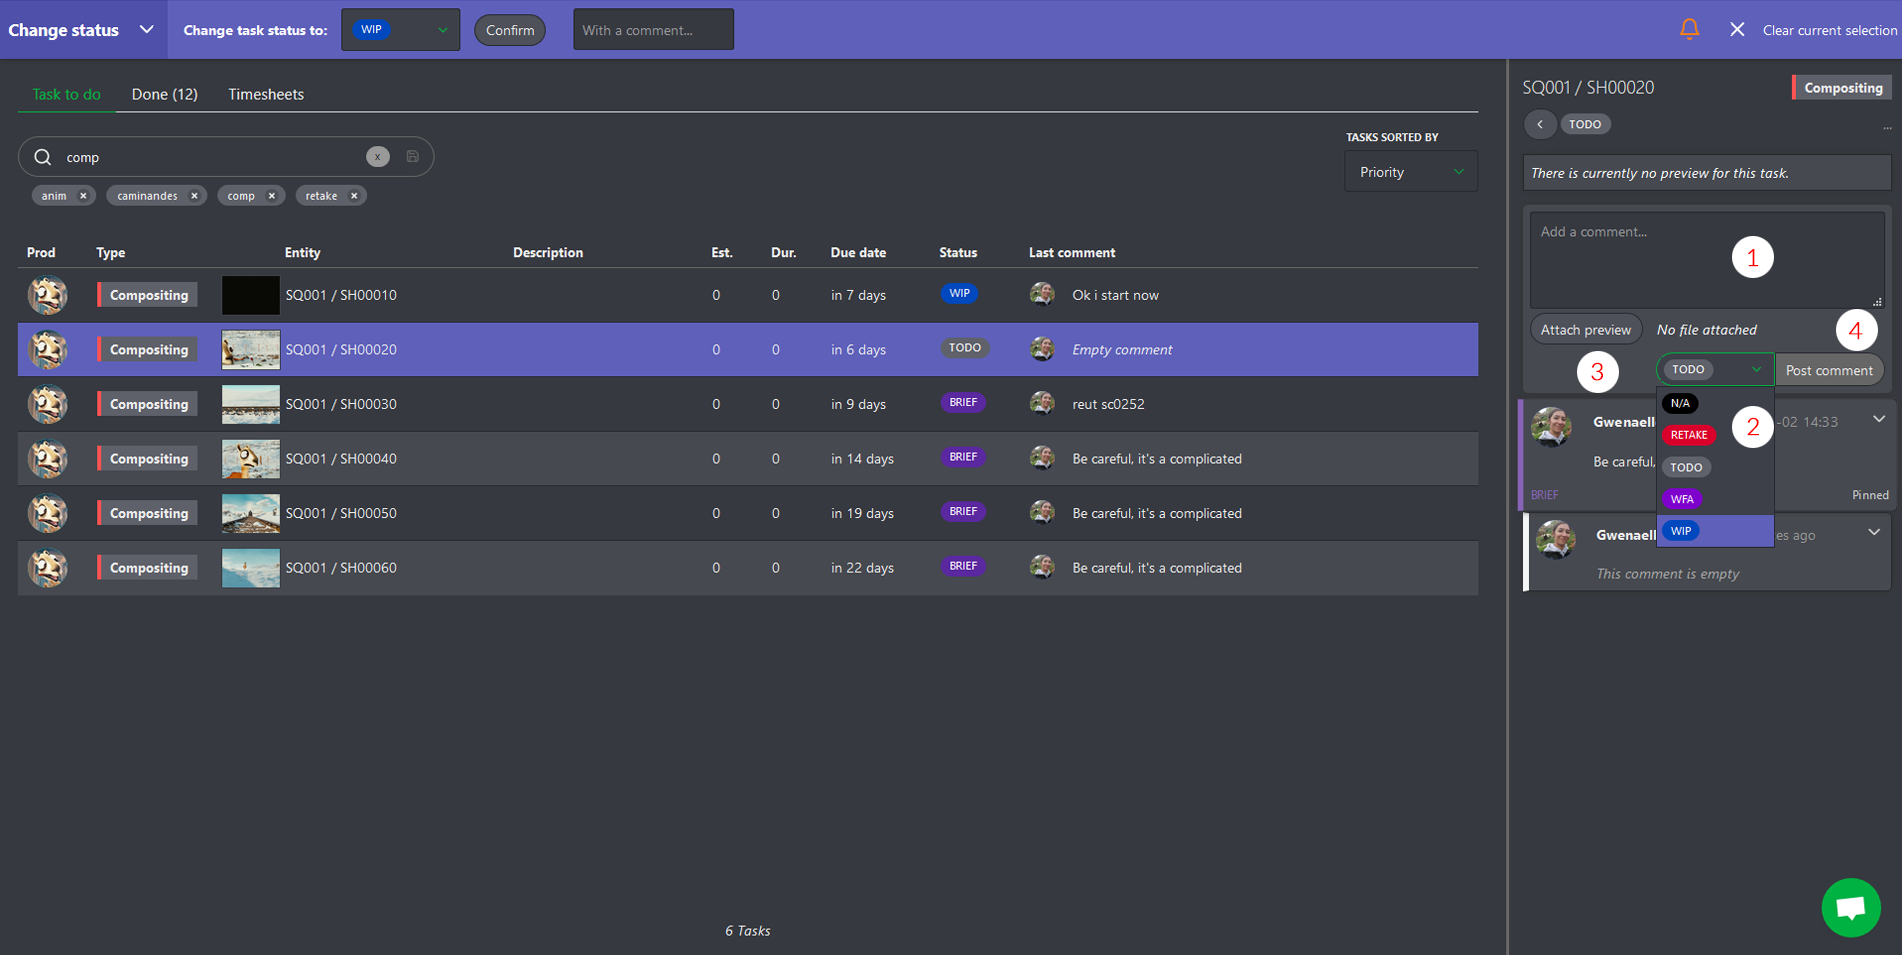 Change status
Change task status to:
WIP
Confirm
With a comment...
Clear current selection
Task to do
Done (12)
Timesheets
comp
x
anim ×
caminandes ×
comp ×
retake ×
TASKS SORTED BY
Priority
Prod Type Entity Description Est. Dur. Due date Status Last comment
Compositing SQ001 / SH00010 0 0 in 7 days WIP Ok i start now
Compositing SQ001 / SH00020 0 0 in 6 days TODO Empty comment
Compositing SQ001 / SH00030 0 0 in 9 days BRIEF reut sc0252
Compositing SQ001 / SH00040 0 0 in 14 days BRIEF Be careful, it's a complicated
Compositing SQ001 / SH00050 0 0 in 19 days BRIEF Be careful, it's a complicated
Compositing SQ001 / SH00060 0 0 in 22 days BRIEF Be careful, it's a complicated
6 Tasks
SQ001 / SH00020
Compositing
TODO
...
There is currently no preview for this task.
Add a comment...
1
Attach preview
No file attached
4
3
TODO
Post comment
N/A
RETAKE
TODO
WFA
WIP
2
Gwenaell
-02 14:33
Be careful,
BRIEF
Pinned
Gwenaell
es ago
This comment is empty